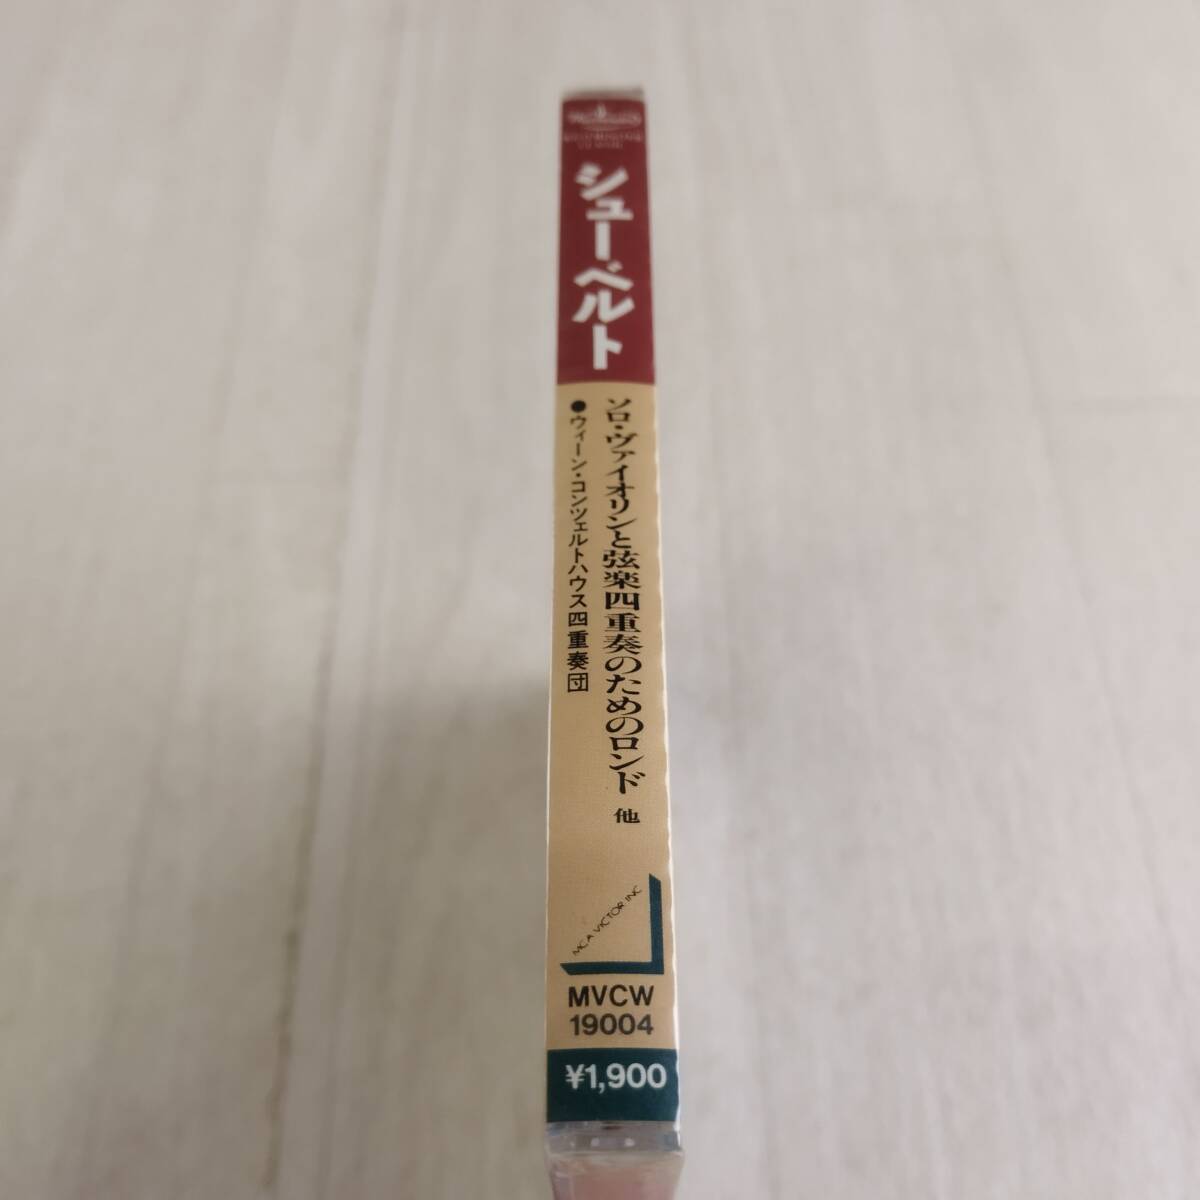 シューベルト
ソロ・ヴァイオリンと弦楽四重奏のためのロンド 他
●ウィーン・コンツェルトハウス四重奏団
MCA VICTOR INC
MVCW
19004
¥1,900